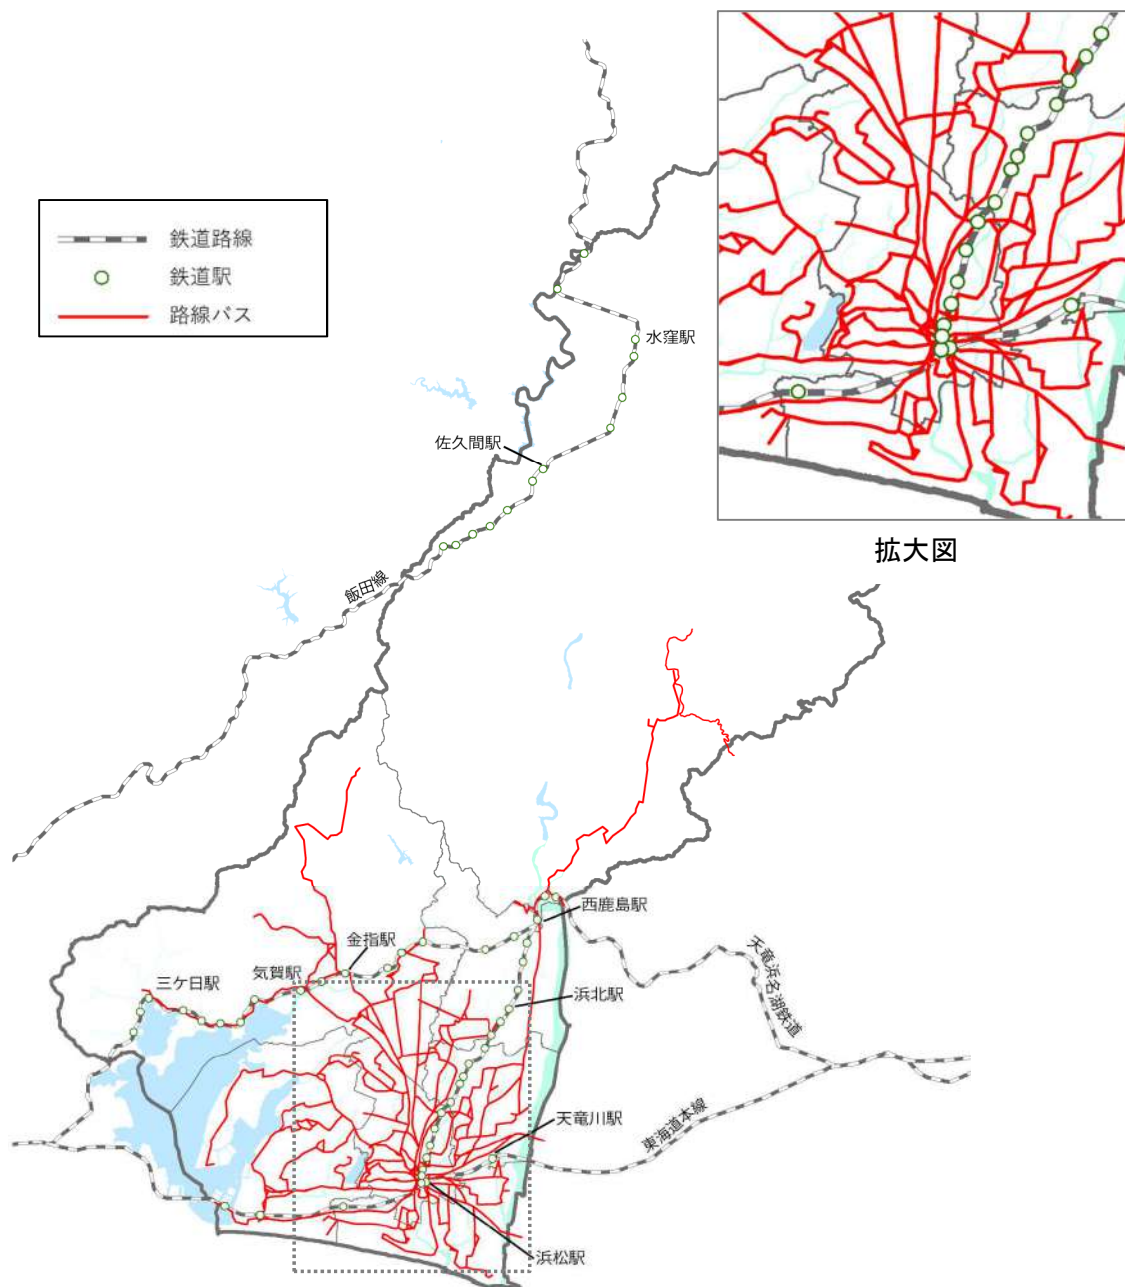 鉄道路線
鉄道駅
路線バス
拡大図
水窪駅
佐久間駅
飯田線
西鹿島駅
金指駅
気賀駅
三ケ日駅
浜北駅
天竜浜名湖鉄道
天竜川駅
東海道本線
浜松駅